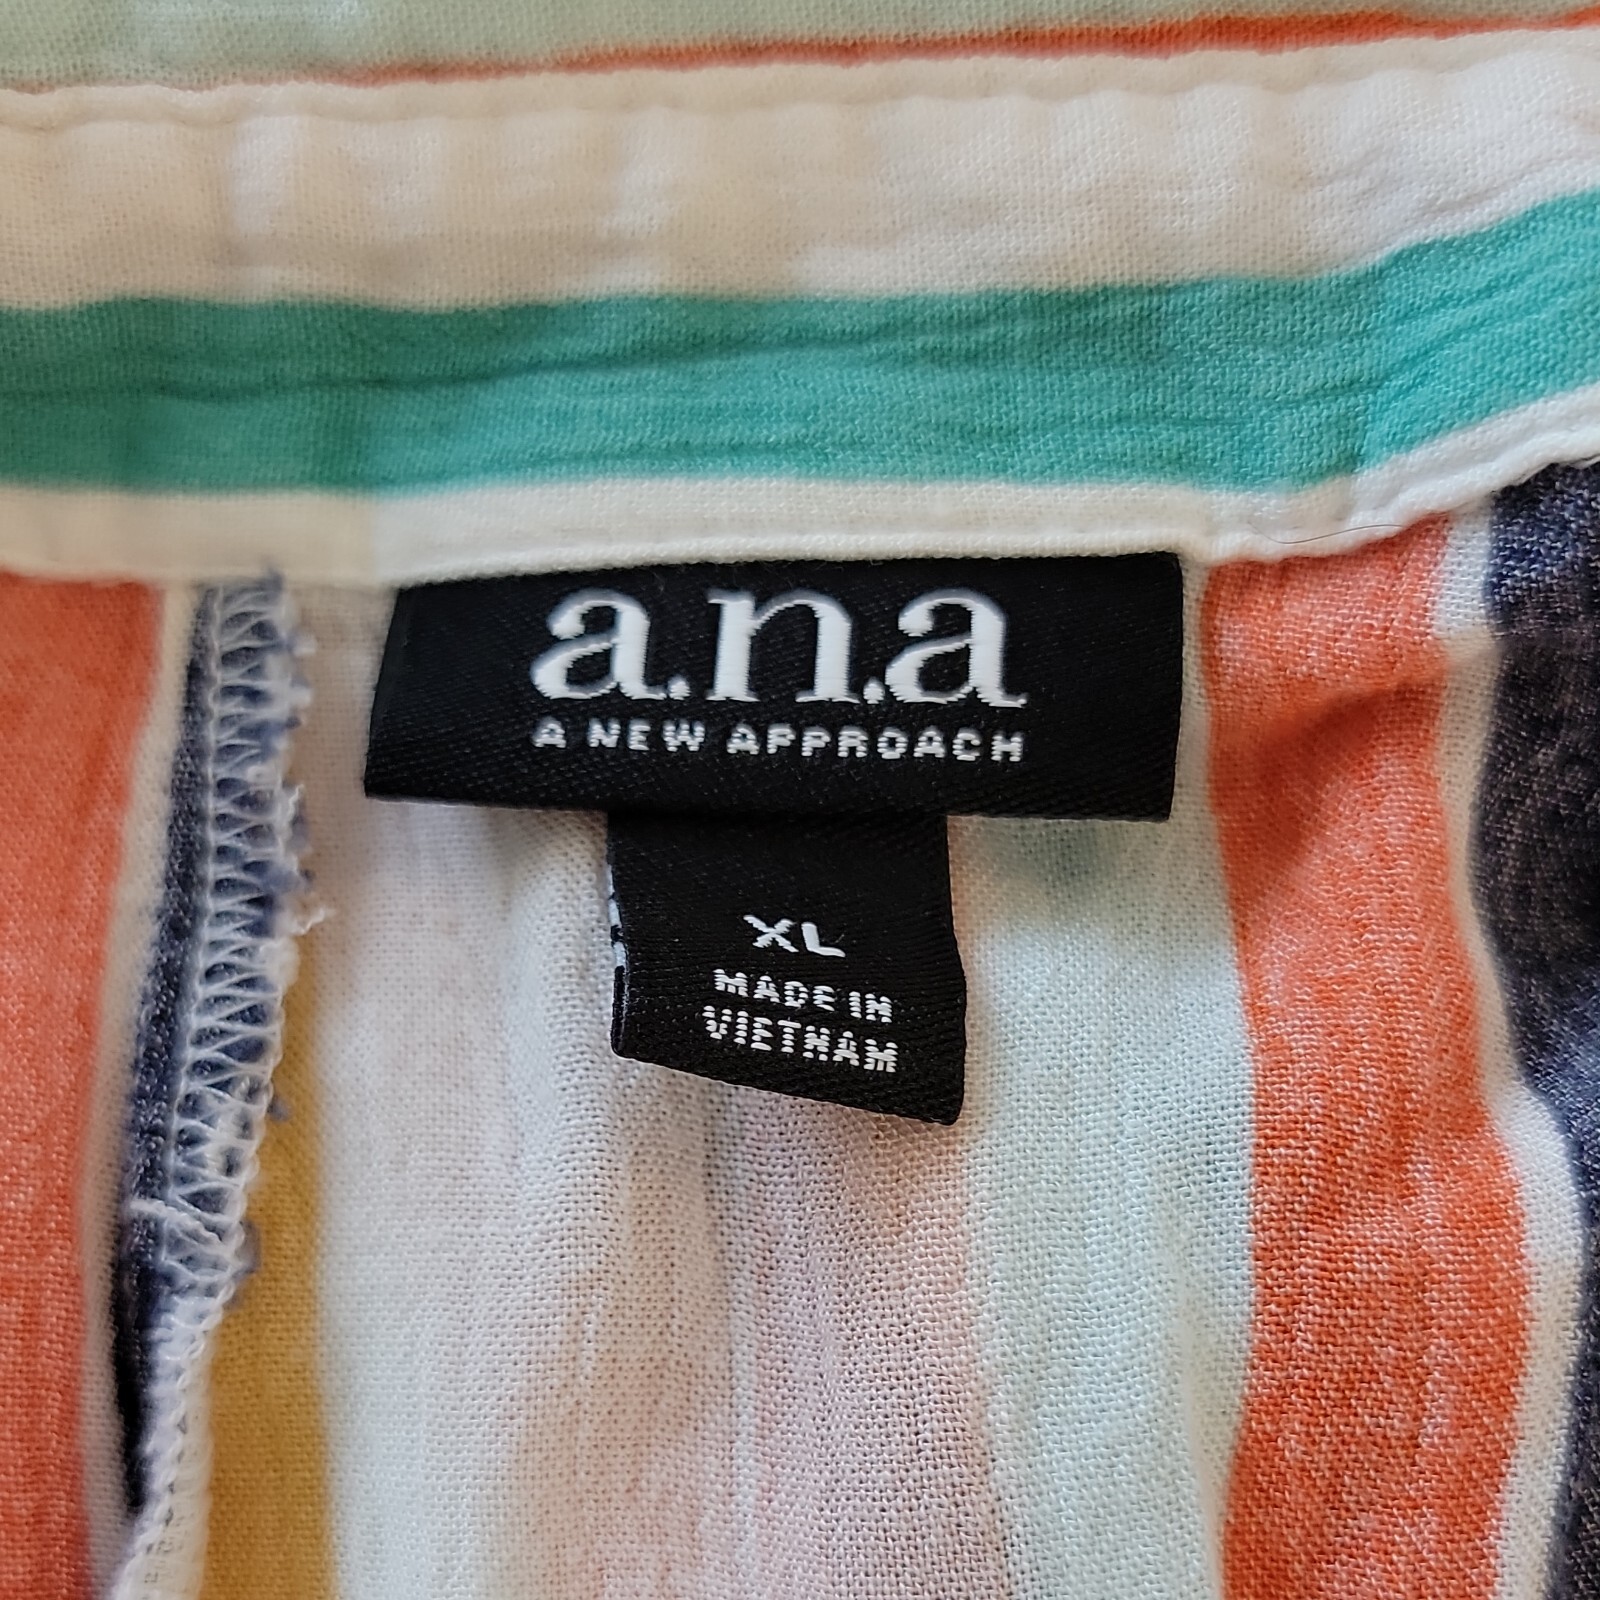 a.n.a
A NEW APPROACH
XL
MADE IN
VIETNAM